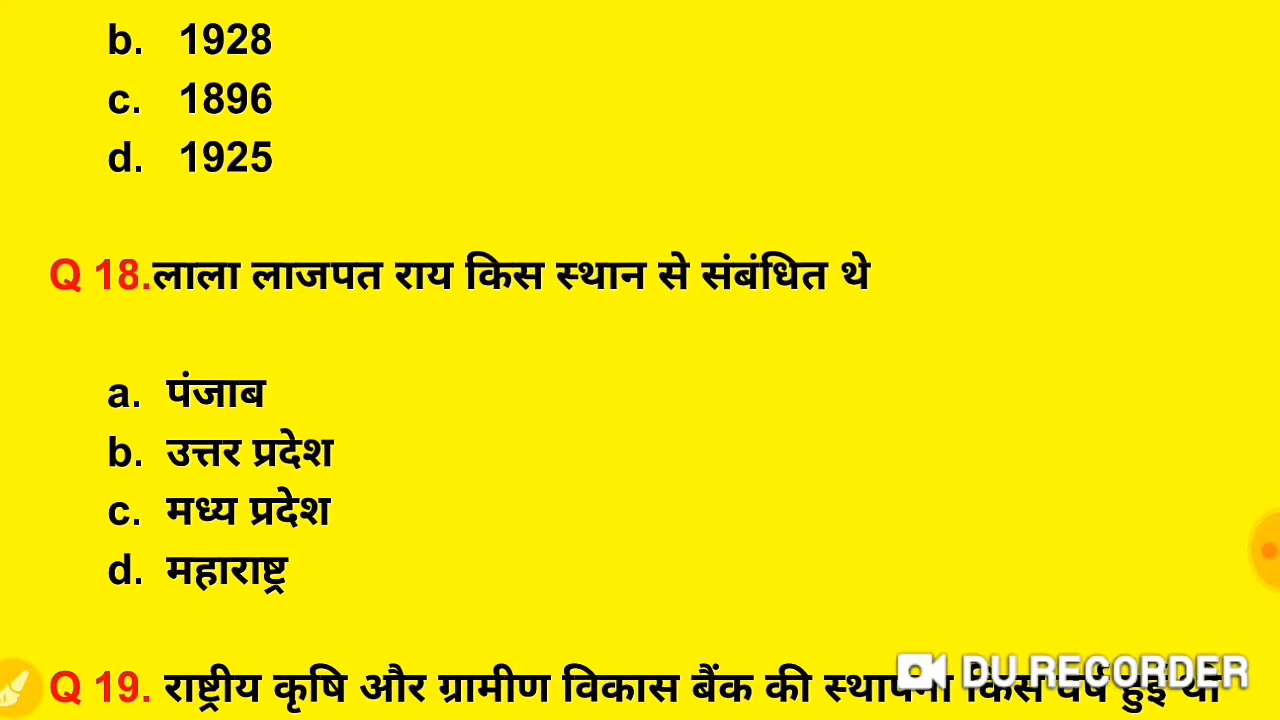 b. 1928
c. 1896
d. 1925
Q 18.लाला लाजपत राय किस स्थान से संबंधित थे
a. पंजाब
b. उत्तर प्रदेश
c. मध्य प्रदेश
d. महाराष्ट्र
Q 19. राष्ट्रीय कृषि और ग्रामीण विकास बैंक की स्थापना किस वर्ष हुई थी
DU RECORDER